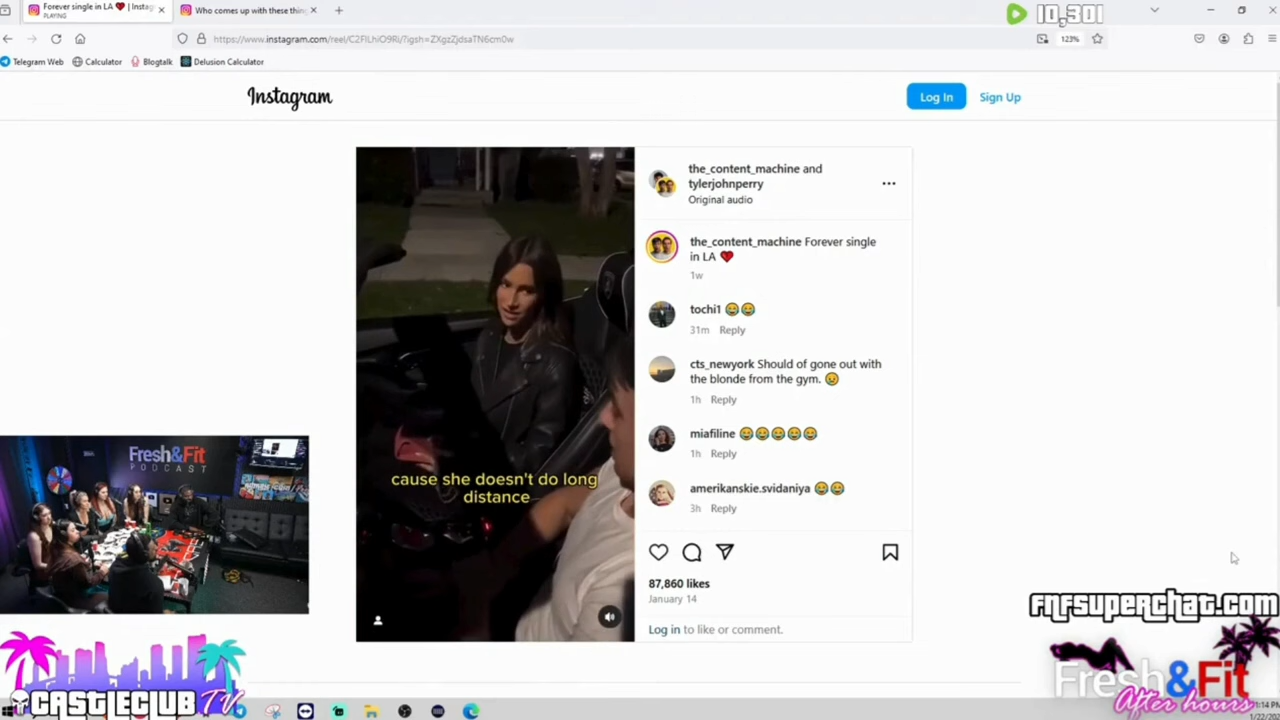 Forever single in LA ❤ | Instag
PLAYING
Who comes up with these thin
10,301
https://www.instagram.com/reel/C2FlLhiO9Ri/?igsh=ZXgzZjdsaTN6cm0w
123%
Telegram Web
Calculator
Blogtalk
Delusion Calculator
Instagram
Log In
Sign Up
the_content_machine and
tylerjohnperry
Original audio
the_content_machine Forever single
in LA 💔
1w
tochi1 😂😂
31m Reply
cts_newyork Should of gone out with
the blonde from the gym. 😉
1h Reply
miafiline 😂😂😂😂😂
1h Reply
amerikanskie.svidaniya 😂😂
3h Reply
87,860 likes
January 14
Log in to like or comment.
cause she doesn't do long
distance
Fresh&Fit
PODCAST
CASTLECLUB TV
FNFSUPERCHAT.COM
Fresh&Fit
After hours